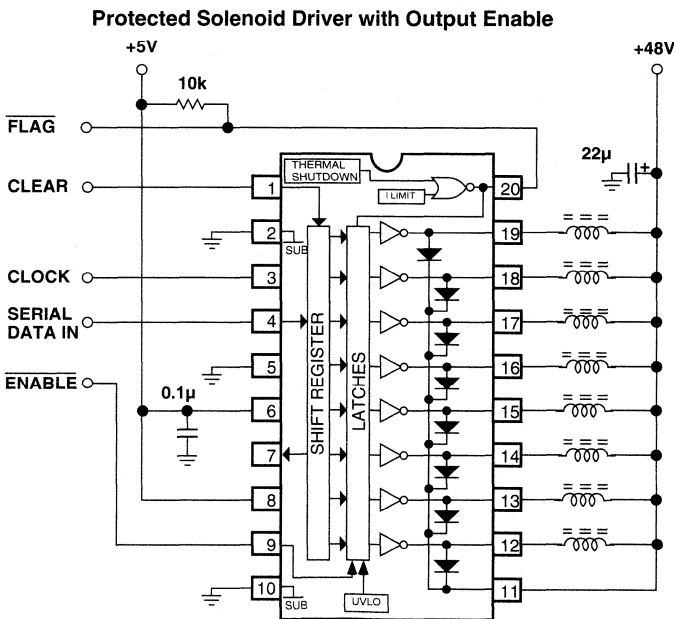 Protected Solenoid Driver with Output Enable
+5V
+48V
10k
FLAG
22μ
+
THERMAL
SHUTDOWN
I LIMIT
CLEAR
1
20
2
SUB
19
CLOCK
3
18
SERIAL
DATA IN
4
17
SHIFT REGISTER
LATCHES
5
16
ENABLE
0.1μ
6
15
7
14
8
13
9
12
10
SUB
UVLO
11